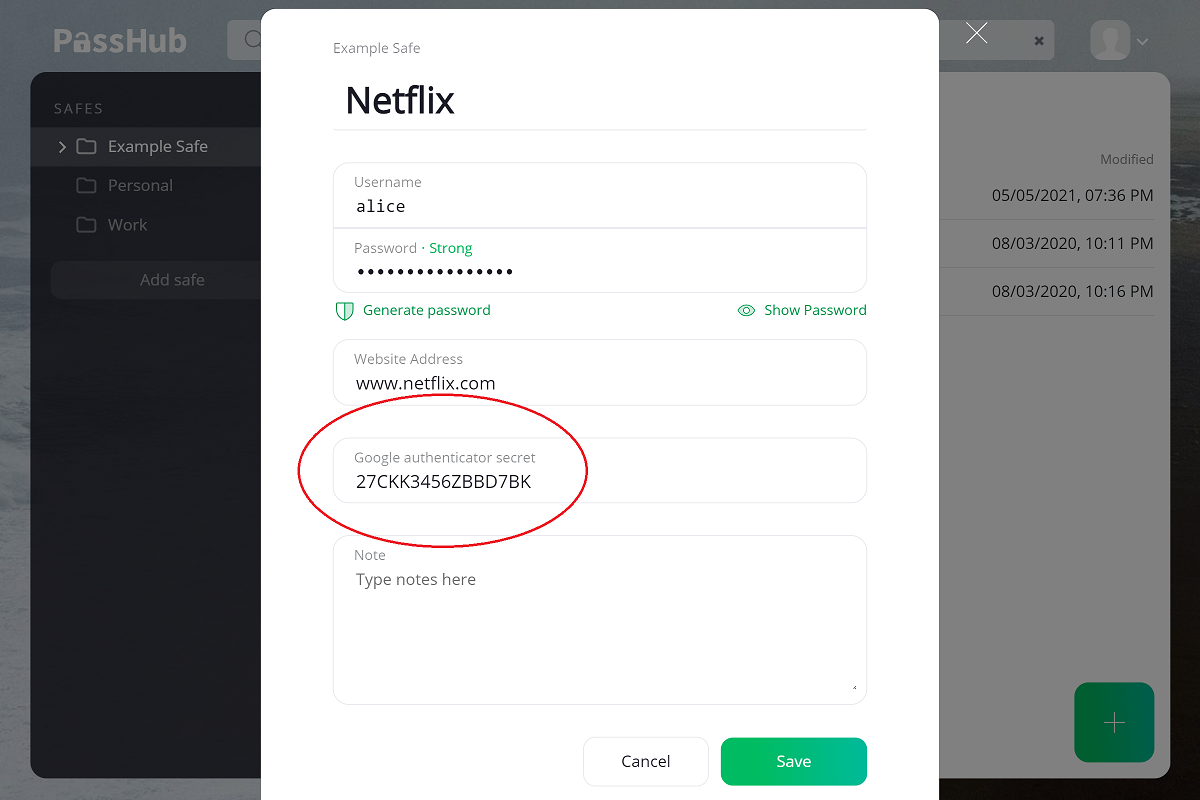 PassHub
SAFES
Example Safe
Personal
Work
Add safe
Example Safe
Netflix
Username
alice
Password · Strong
••••••••••••••••
Generate password
Show Password
Website Address
www.netflix.com
Google authenticator secret
27CKK3456ZBBD7BK
Note
Type notes here
Cancel
Save
Modified
05/05/2021, 07:36 PM
08/03/2020, 10:11 PM
08/03/2020, 10:16 PM